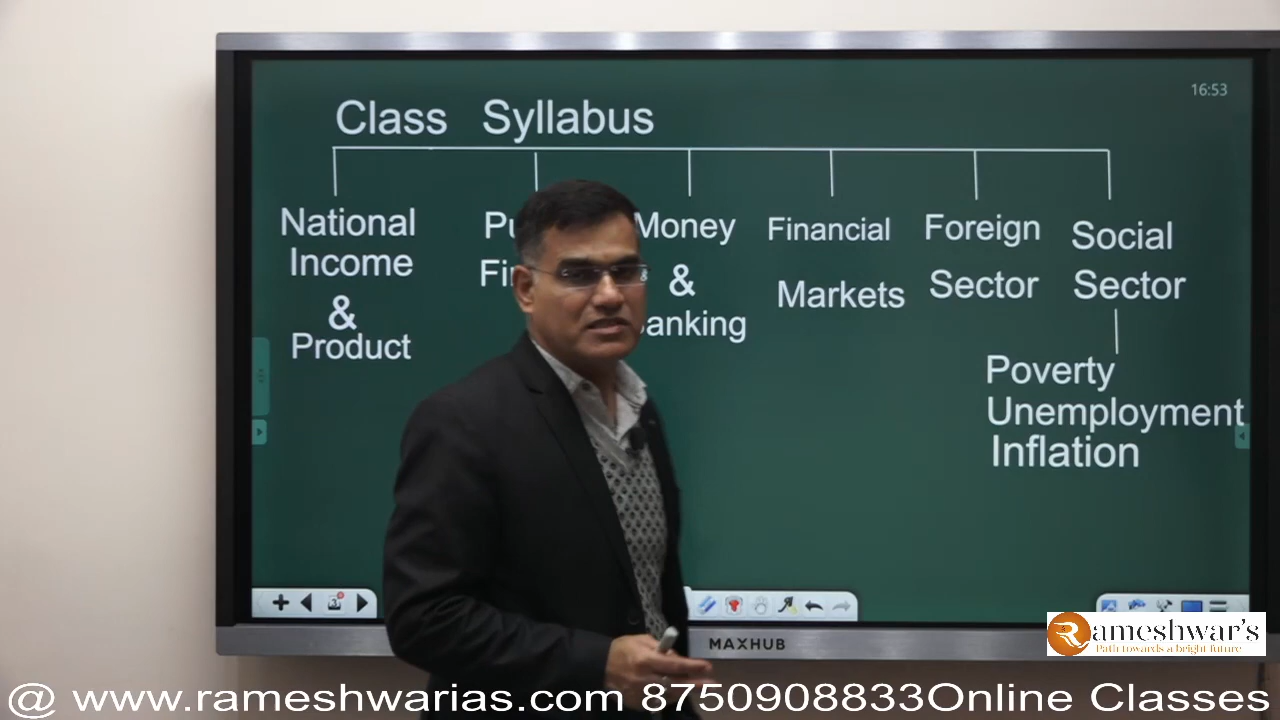 16:53
Class Syllabus
National
Income
&
Product
Money
&
Financial
Markets
Foreign
Sector
Social
Sector
Poverty
Unemployment
Inflation
MAXHUB
Rameshwar's
Path towards a bright future
@ www.rameshwarias.com 8750908833Online Classes